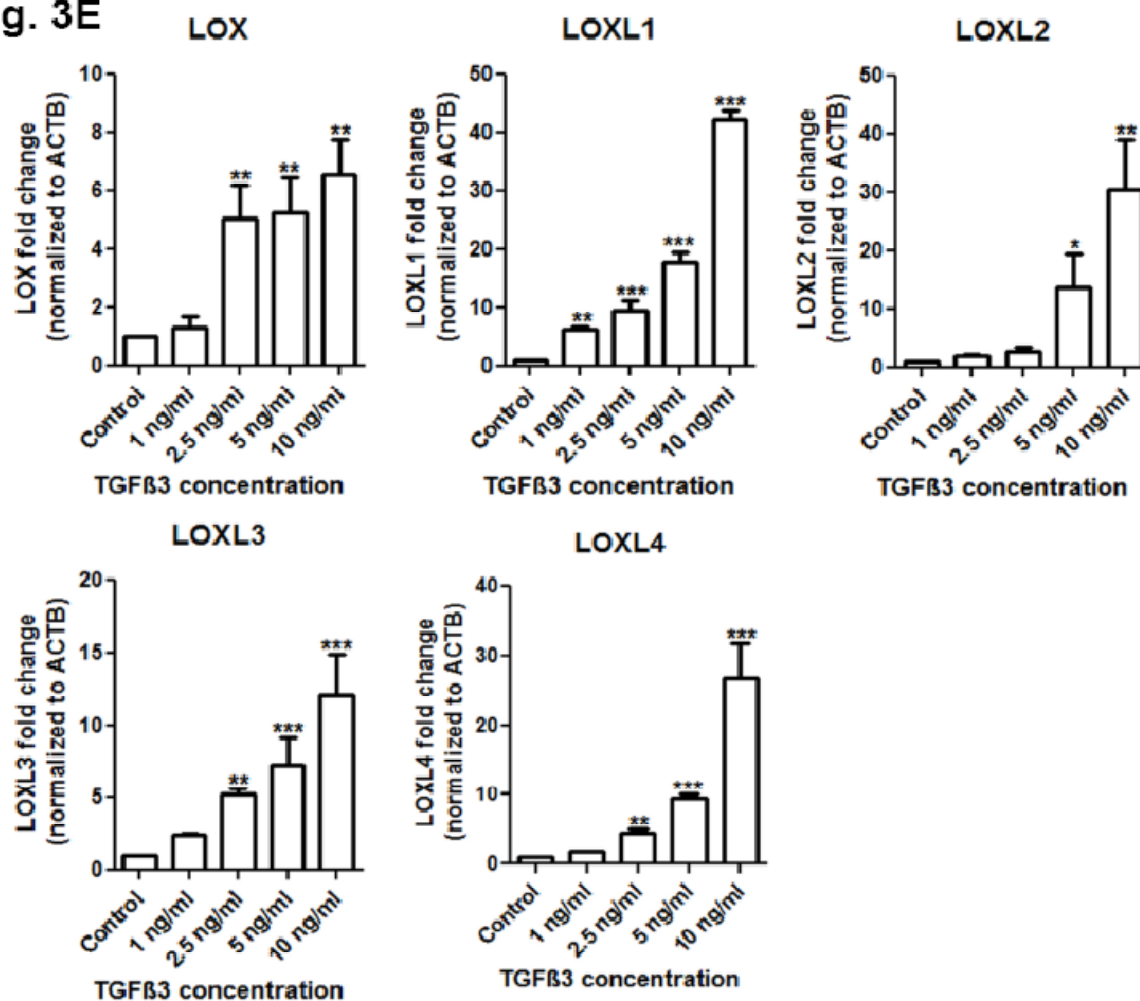 g. 3E
LOX
LOX fold change
(normalized to ACTB)
10
8
6
4
2
0
**
**
**
Control
1 ng/ml
2.5 ng/ml
5 ng/ml
10 ng/ml
TGFß3 concentration
LOXL1
LOXL1 fold change
(normalized to ACTB)
50
40
30
20
10
0
**
***
***
***
Control
1 ng/ml
2.5 ng/ml
5 ng/ml
10 ng/ml
TGFß3 concentration
LOXL2
LOXL2 fold change
(normalized to ACTB)
50
40
30
20
10
0
*
**
Control
1 ng/ml
2.5 ng/ml
5 ng/ml
10 ng/ml
TGFß3 concentration
LOXL3
LOXL3 fold change
(normalized to ACTB)
20
15
10
5
0
**
***
***
Control
1 ng/ml
2.5 ng/ml
5 ng/ml
10 ng/ml
TGFß3 concentration
LOXL4
LOXL4 fold change
(normalized to ACTB)
40
30
20
10
0
**
***
***
Control
1 ng/ml
2.5 ng/ml
5 ng/ml
10 ng/ml
TGFß3 concentration